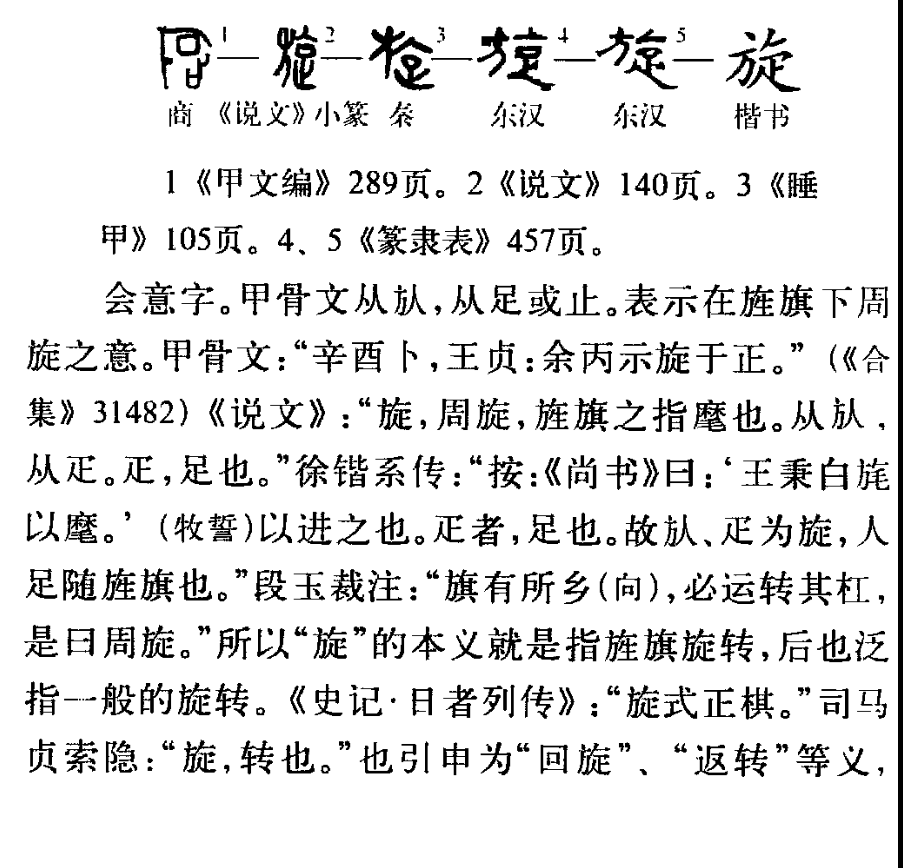 1 — 2 — 3 — 4 — 5 — 旋
商 《说文》小篆 秦 东汉 东汉 楷书
1《甲文编》289页。2《说文》140页。3《睡
甲》105页。4、5《篆隶表》457页。
会意字。甲骨文从㫃,从足或止。表示在旌旗下周
旋之意。甲骨文:“辛酉卜,王贞:余丙示旋于正。”(《合
集》31482)《说文》:“旋,周旋,旌旗之指麾也。从㫃,
从疋。疋,足也。”徐锴系传:“按:《尚书》曰:‘王秉白旄
以麾。’(牧誓)以进之也。疋者,足也。故㫃、疋为旋,人
足随旌旗也。”段玉裁注:“旗有所乡(向),必运转其杠,
是曰周旋。”所以“旋”的本义就是指旌旗旋转,后也泛
指一般的旋转。《史记·日者列传》:“旋式正棋。”司马
贞索隐:“旋,转也。”也引申为“回旋”、“返转”等义,